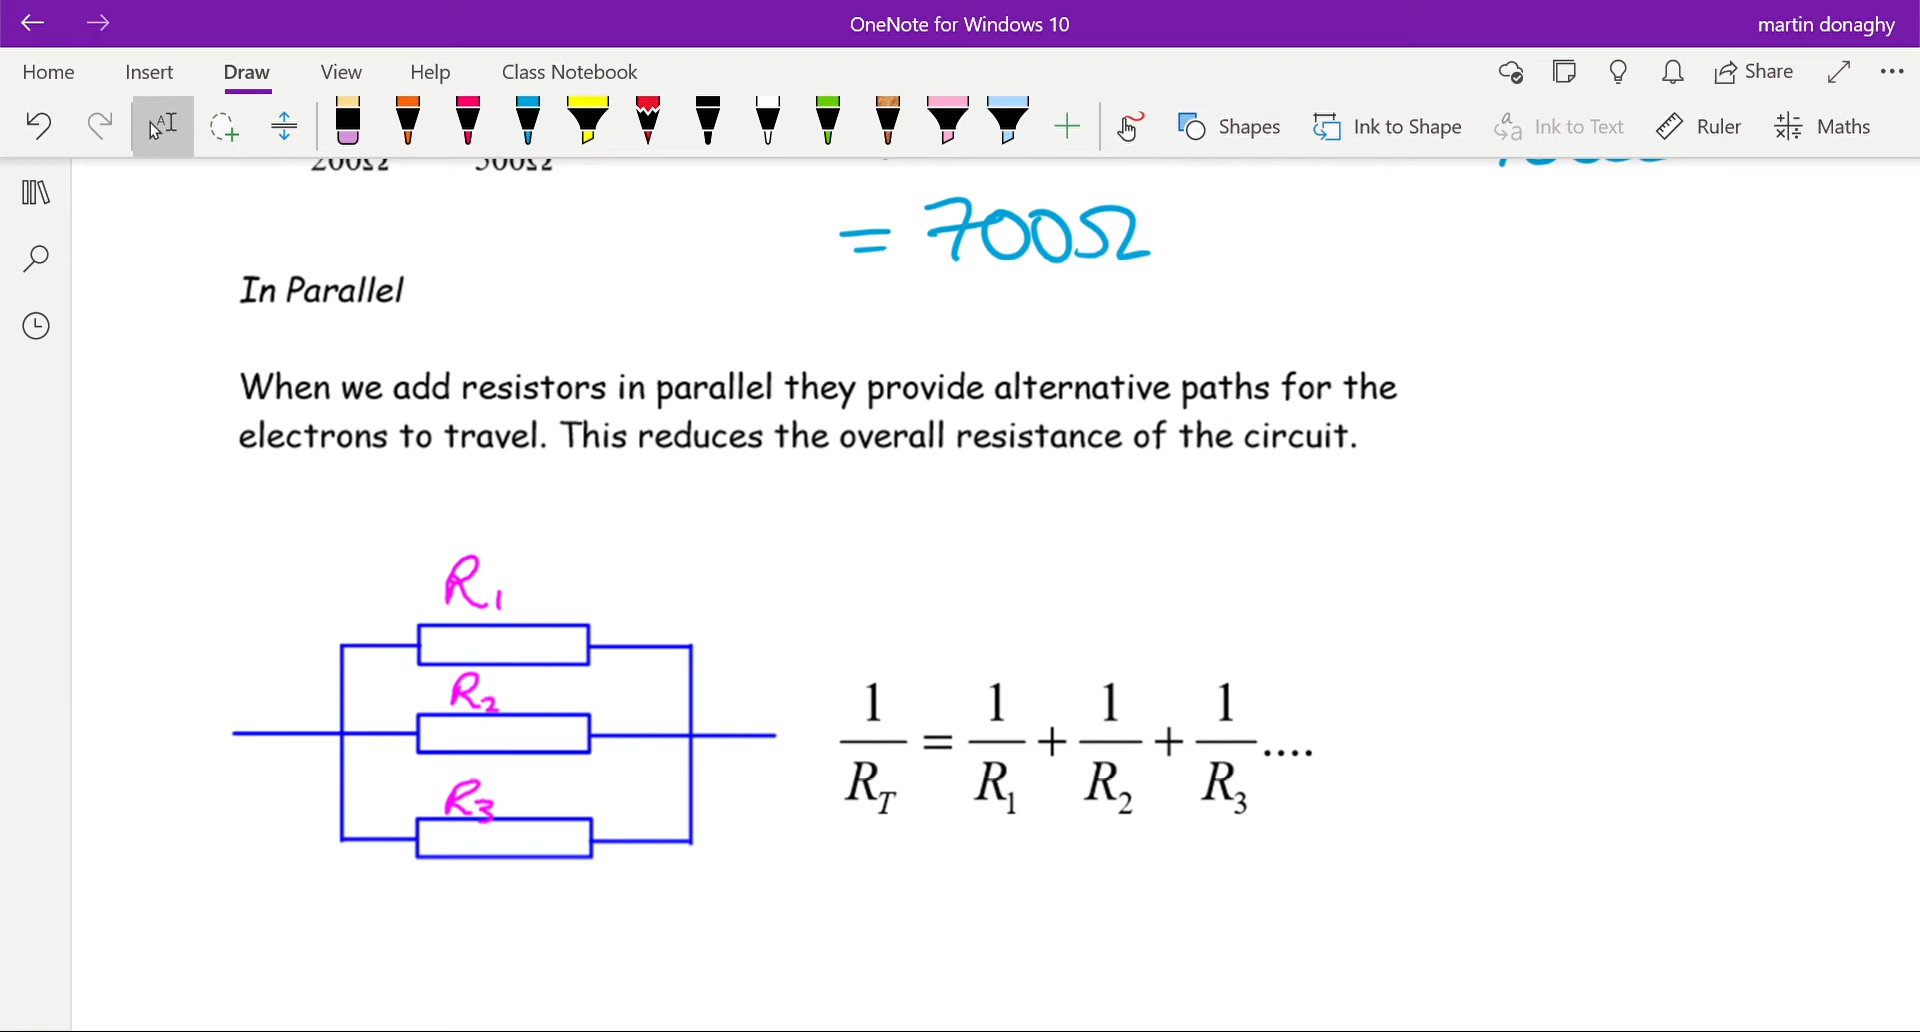 OneNote for Windows 10
martin donaghy
Home Insert Draw View Help Class Notebook Share
Shapes Ink to Shape Ink to Text Ruler Maths
= 700Ω
In Parallel
When we add resistors in parallel they provide alternative paths for the
electrons to travel. This reduces the overall resistance of the circuit.
R₁
R₂
R₃
1/R_T = 1/R₁ + 1/R₂ + 1/R₃ ....